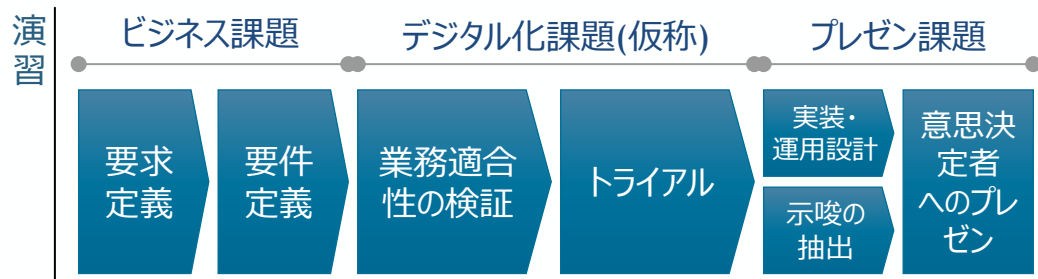 演
習
ビジネス課題
デジタル化課題(仮称)
プレゼン課題
要求
定義
要件
定義
業務適合
性の検証
トライアル
実装・
運用設計
示唆の
抽出
意思決
定者
へのプレ
ゼン